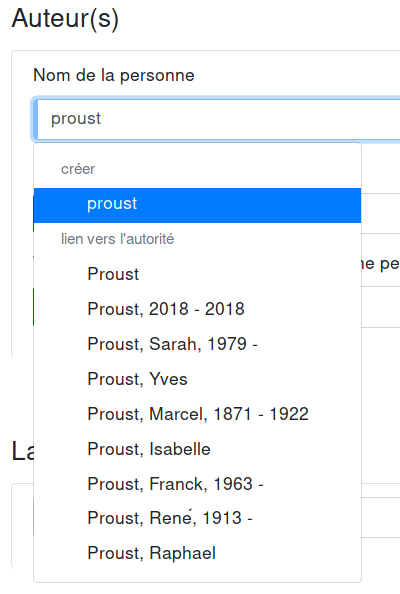 Auteur(s)
Nom de la personne
proust
créer
proust
lien vers l'autorité
ne pe
Proust
Proust, 2018 - 2018
Proust, Sarah, 1979 -
Proust, Yves
Proust, Marcel, 1871 - 1922
Proust, Isabelle
La
Proust, Franck, 1963 -
Proust, René, 1913 -
Proust, Raphael